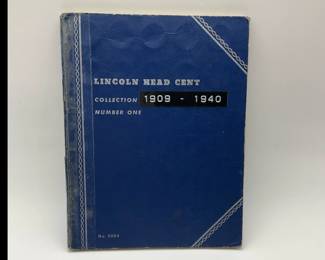 LINCOLN HEAD CENT
COLLECTION 1909 - 1940
NUMBER ONE